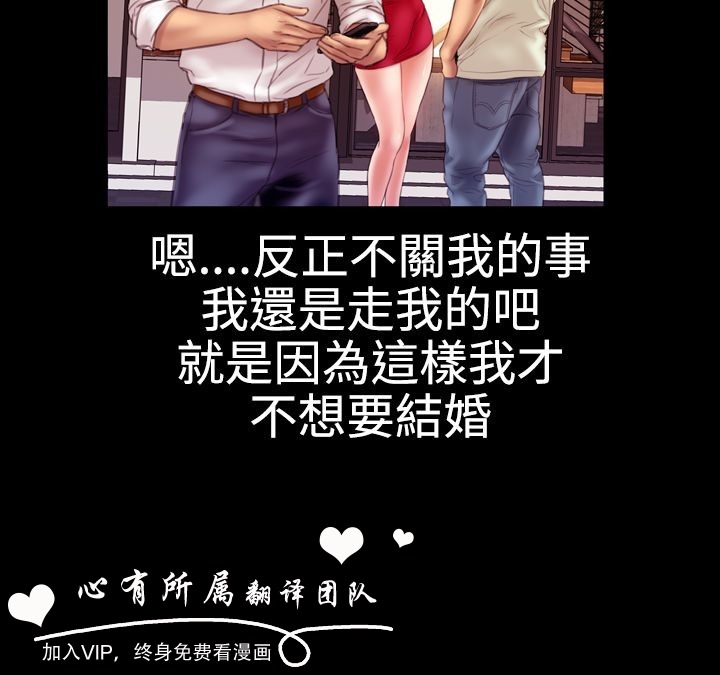 嗯....反正不關我的事
我還是走我的吧
就是因為這樣我才
不想要結婚
心有所属翻译团队
加入VIP，终身免费看漫画